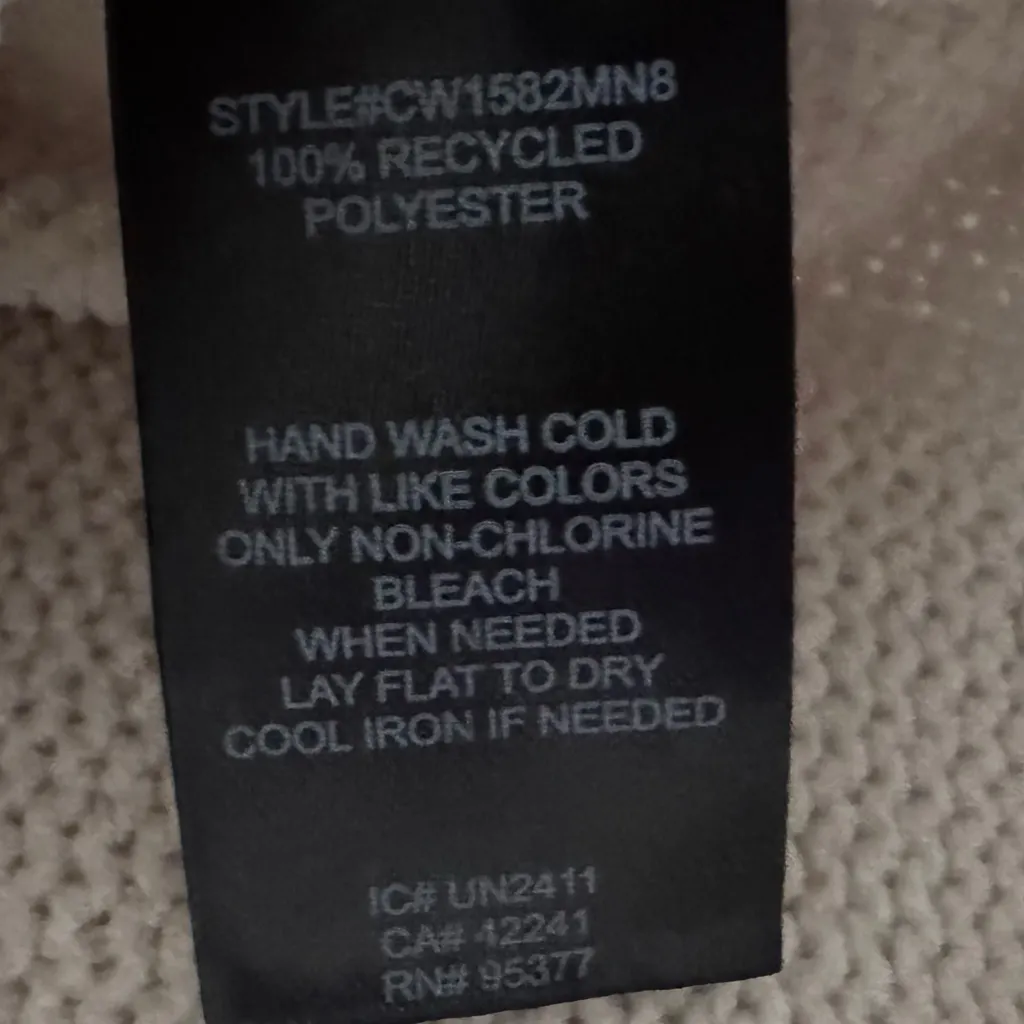 STYLE#CW1582MN8
100% RECYCLED
POLYESTER
HAND WASH COLD
WITH LIKE COLORS
ONLY NON-CHLORINE
BLEACH
WHEN NEEDED
LAY FLAT TO DRY
COOL IRON IF NEEDED
IC# UN2411
CA# 42241
RN# 95377